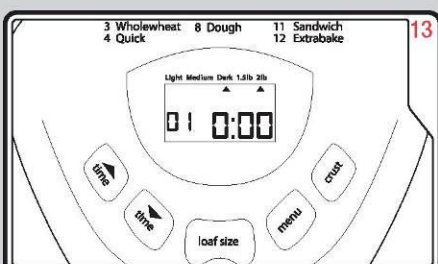 3 Wholewheat 8 Dough 11 Sandwich 13
4 Quick 12 Extrabake
Light Medium Dark 1.5lb 2lb
01 0:00
time time loaf size menu crust